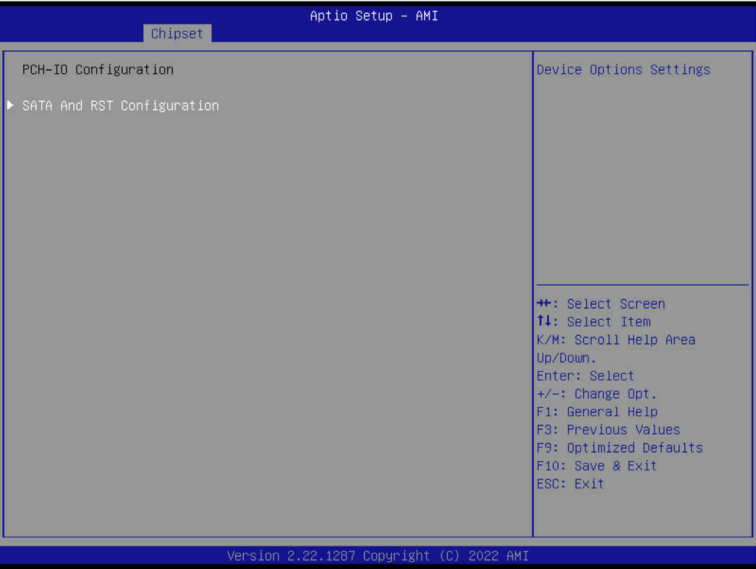 Aptio Setup - AMI
Chipset
PCH-IO Configuration
SATA And RST Configuration
Device Options Settings
→←: Select Screen
↑↓: Select Item
K/M: Scroll Help Area
Up/Down.
Enter: Select
+/-: Change Opt.
F1: General Help
F3: Previous Values
F9: Optimized Defaults
F10: Save & Exit
ESC: Exit
Version 2.22.1287 Copyright (C) 2022 AMI